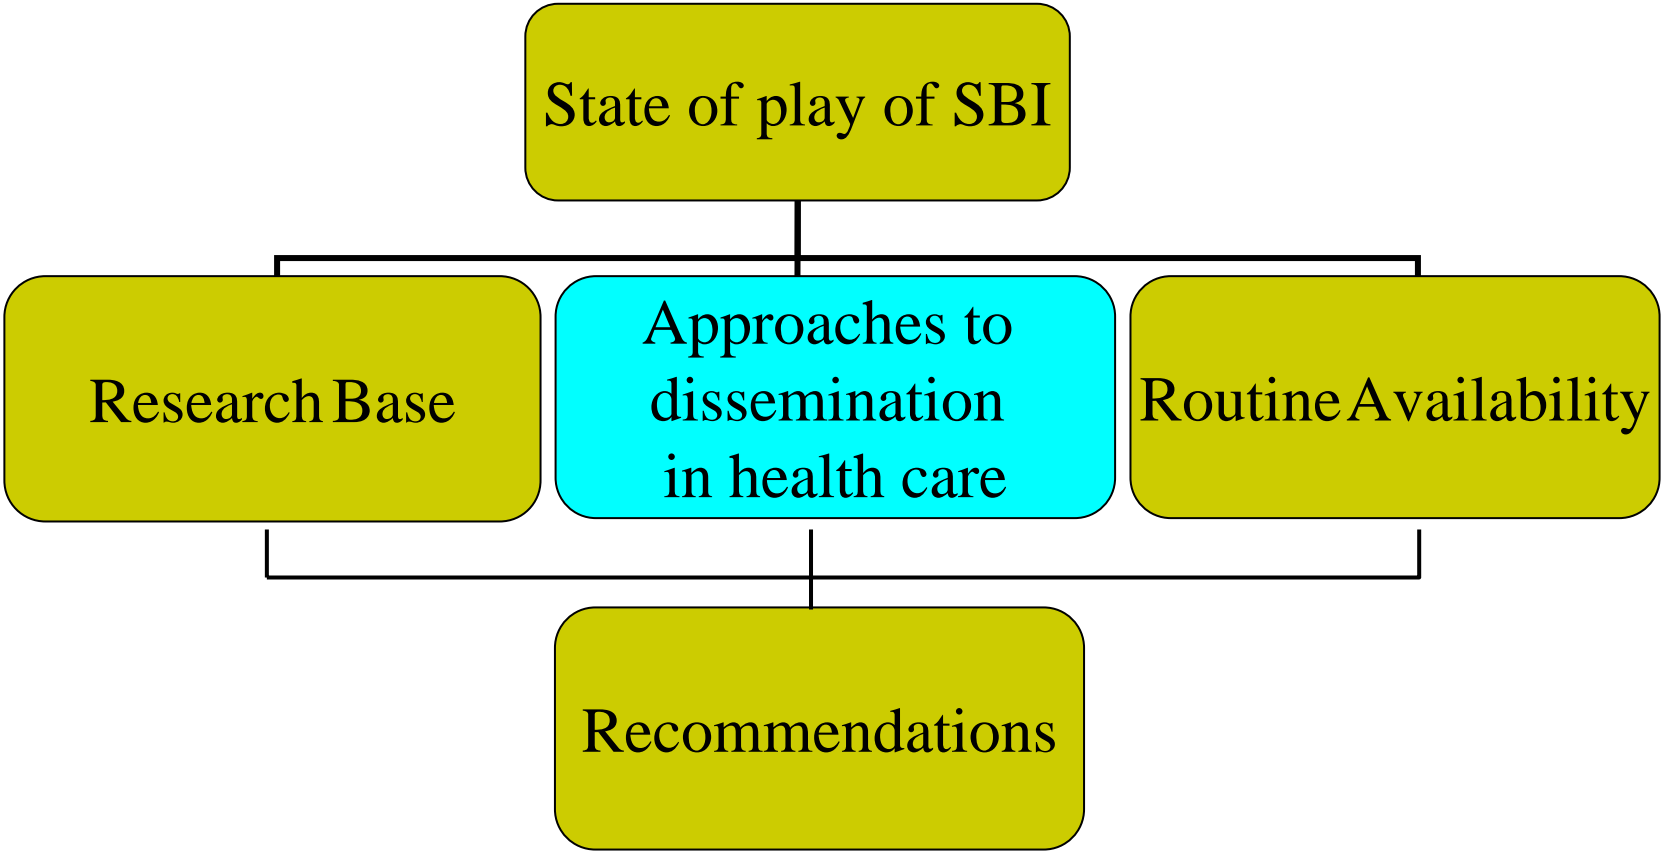 State of play of SBI
Research Base
Approaches to
dissemination
in health care
Routine Availability
Recommendations